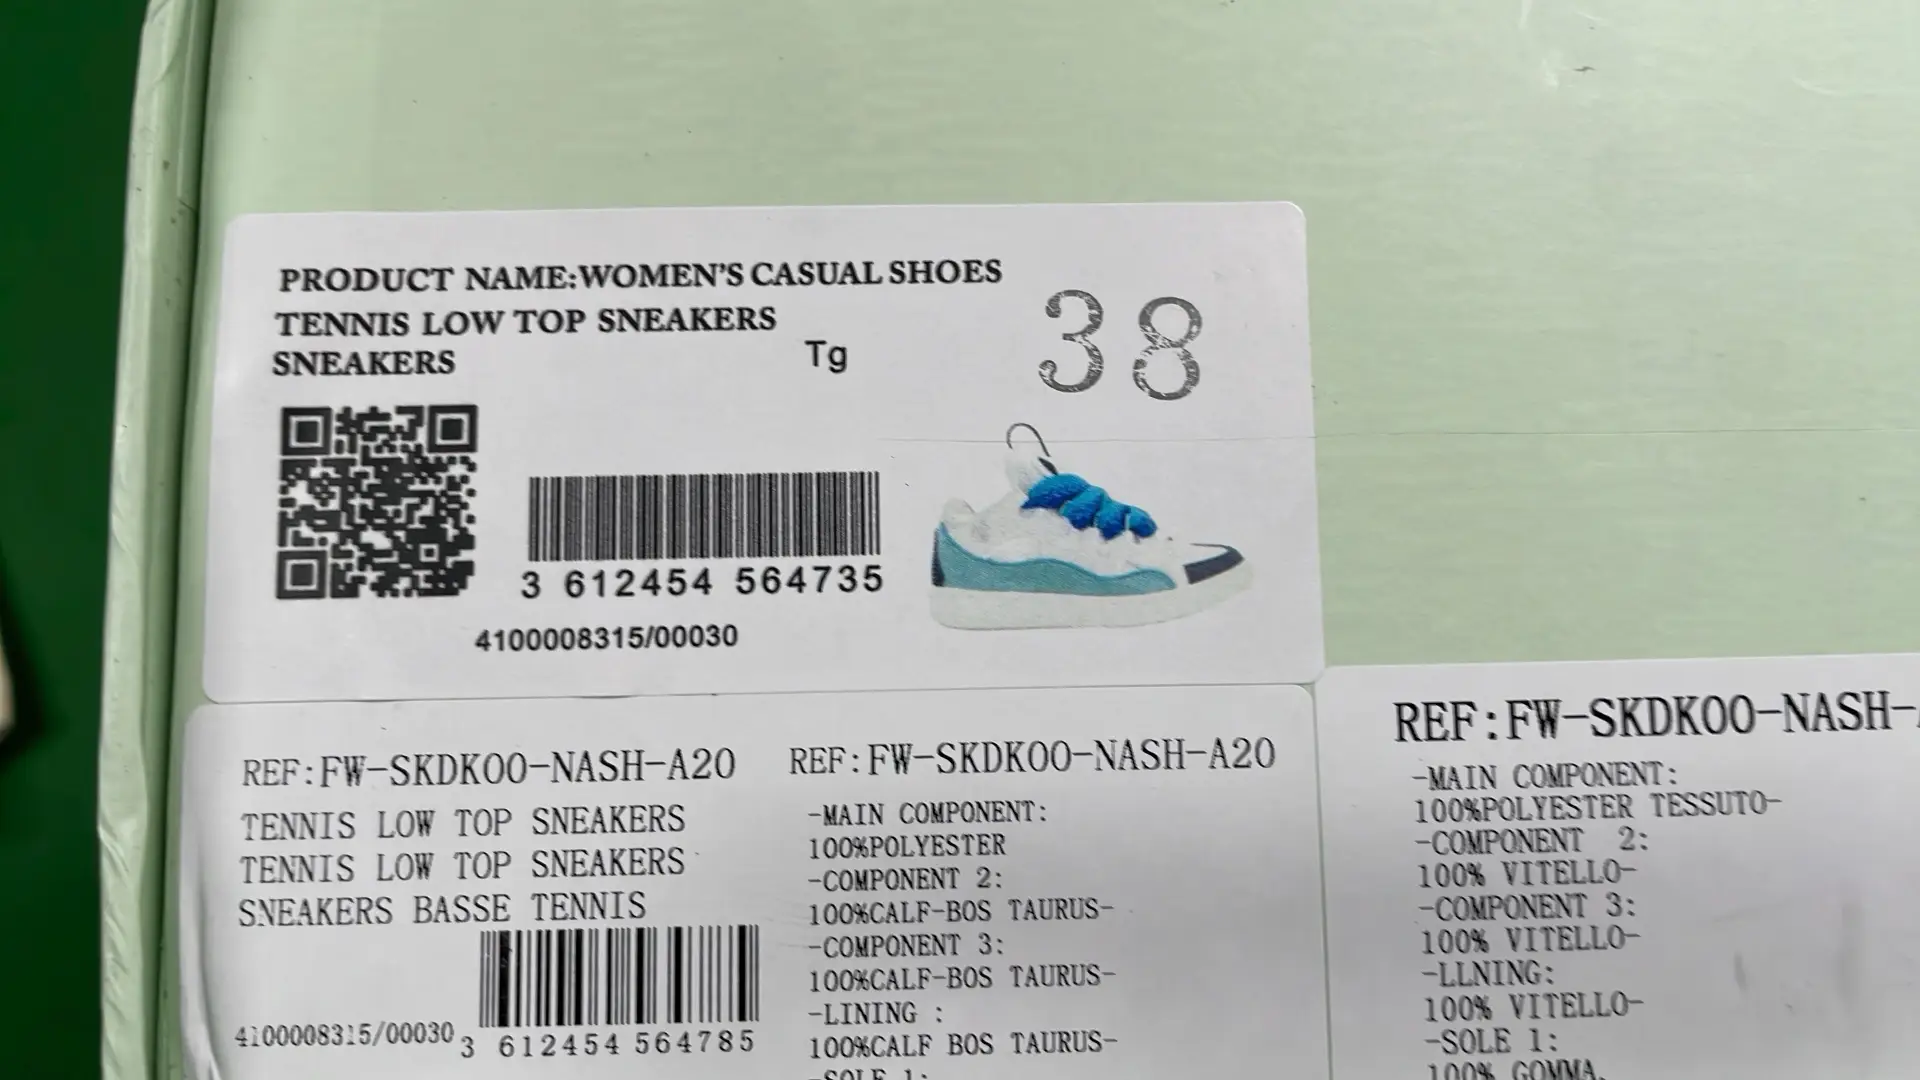 PRODUCT NAME:WOMEN'S CASUAL SHOES
TENNIS LOW TOP SNEAKERS
SNEAKERS
Tg
38
3 612454 564735
4100008315/00030
REF:FW-SKDK00-NASH-A20
TENNIS LOW TOP SNEAKERS
TENNIS LOW TOP SNEAKERS
SNEAKERS BASSE TENNIS
4100008315/00030
3 612454 564785
REF:FW-SKDK00-NASH-A20
-MAIN COMPONENT:
100%POLYESTER
-COMPONENT 2:
100%CALF-BOS TAURUS-
-COMPONENT 3:
100%CALF-BOS TAURUS-
-LINING :
100%CALF BOS TAURUS-
-SOLE 1:
REF:FW-SKDK00-NASH-
-MAIN COMPONENT:
100%POLYESTER TESSUTO-
-COMPONENT 2:
100% VITELLO-
-COMPONENT 3:
100% VITELLO-
-LLNING:
100% VITELLO-
-SOLE 1:
100% GOMMA.